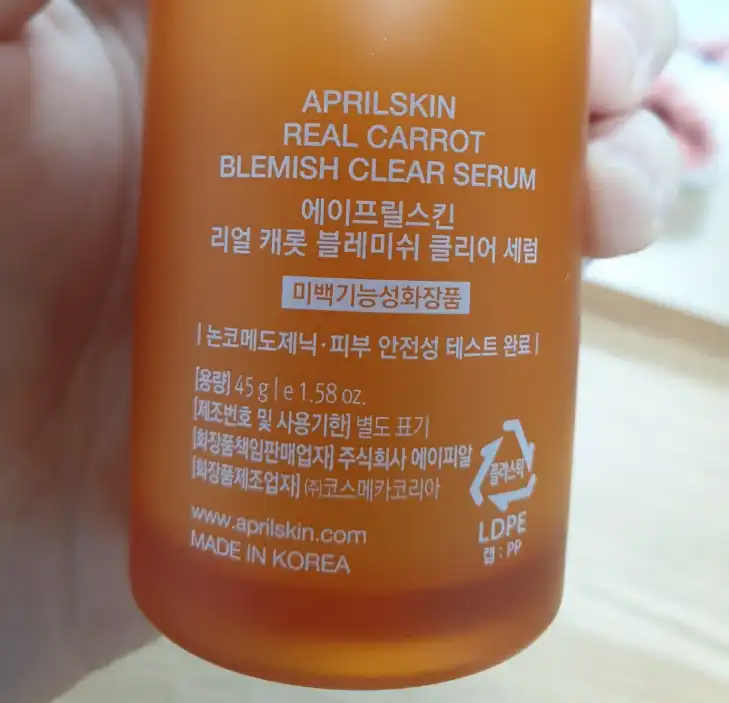 APRILSKIN
REAL CARROT
BLEMISH CLEAR SERUM
에이프릴스킨
리얼 캐롯 블레미쉬 클리어 세럼
미백기능성화장품
| 논코메도제닉·피부 안전성 테스트 완료 |
[용량] 45 g | e 1.58 oz.
[제조번호 및 사용기한] 별도 표기
[화장품책임판매업자] 주식회사 에이피알
[화장품제조업자] ㈜코스메카코리아
www.aprilskin.com
MADE IN KOREA
플라스틱
LDPE
캡 : PP